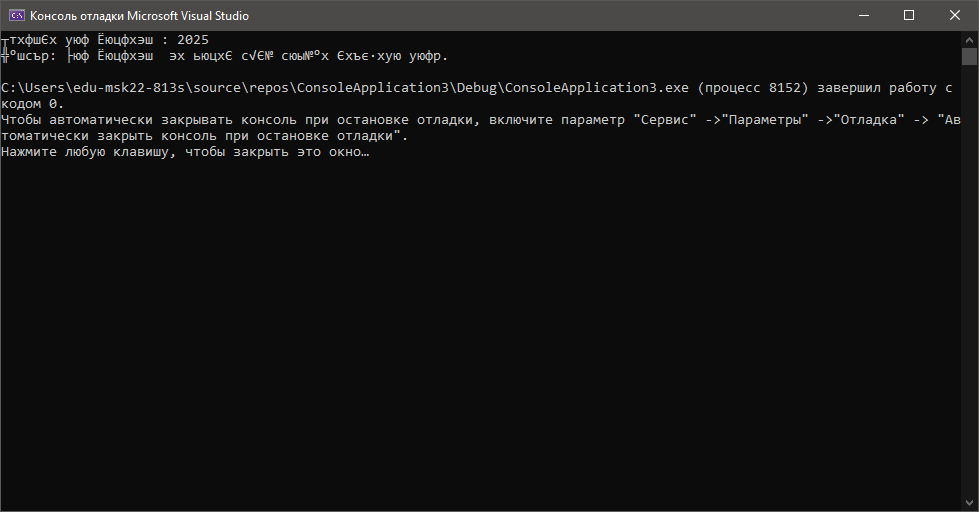 Консоль отладки Microsoft Visual Studio
┬тхфшЄх уюф Ёюцфхэш : 2025
╬°шсър: ├юф Ёюцфхэш  эх ьюцхЄ с√Є№ сюы№°х Єхъє∙хую уюфр.
C:\Users\edu-msk22-813s\source\repos\ConsoleApplication3\Debug\ConsoleApplication3.exe (процесс 8152) завершил работу с
кодом 0.
Чтобы автоматически закрывать консоль при остановке отладки, включите параметр "Сервис" ->"Параметры" ->"Отладка" -> "Ав
томатически закрыть консоль при остановке отладки".
Нажмите любую клавишу, чтобы закрыть это окно…